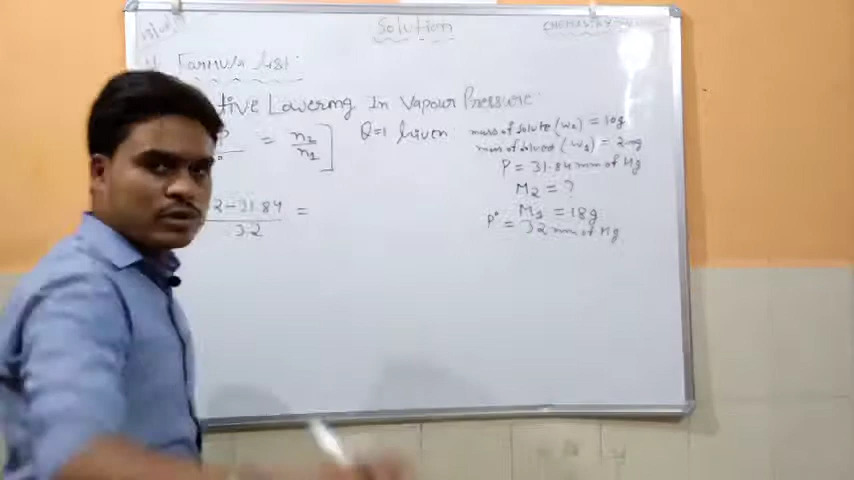 Solution
CHEMISTRY
Formula List:
tive Lowering In Vapour Pressure
= n₂/n₁ ]
Q=1 Given
mass of solute (w₂) = 10g
mass of solvent (w₁) = 200g
P = 31.84 mm of Hg
M₂ = ?
M₁ = 18g
P° = 32 mm of Hg
2-31.84/32 =